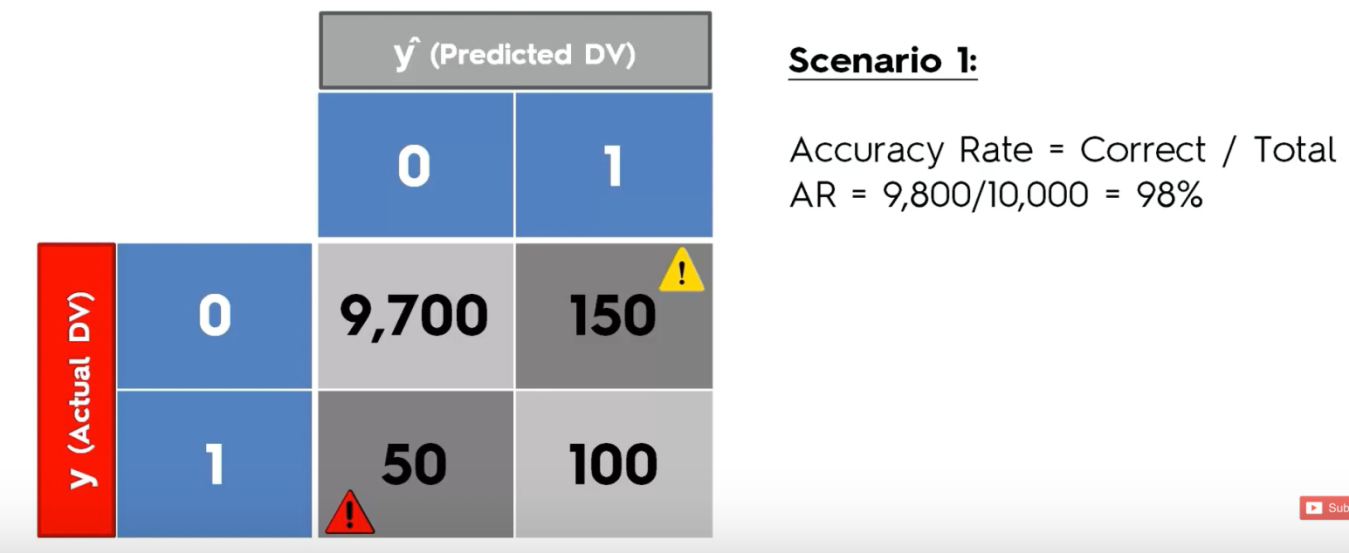 ŷ (Predicted DV)
Scenario 1:
0 1
Accuracy Rate = Correct / Total
AR = 9,800/10,000 = 98%
y (Actual DV)
0 9,700 150
!
1 50 100
!
Sub